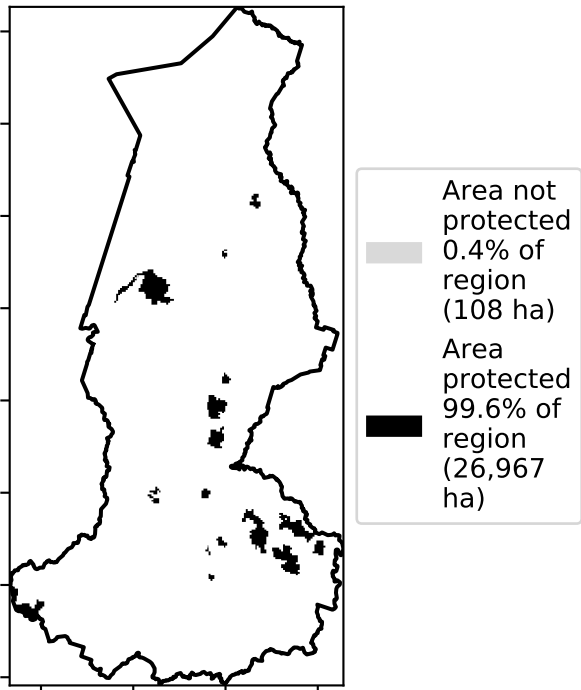 Area not
protected
0.4% of
region
(108 ha)
Area
protected
99.6% of
region
(26,967
ha)